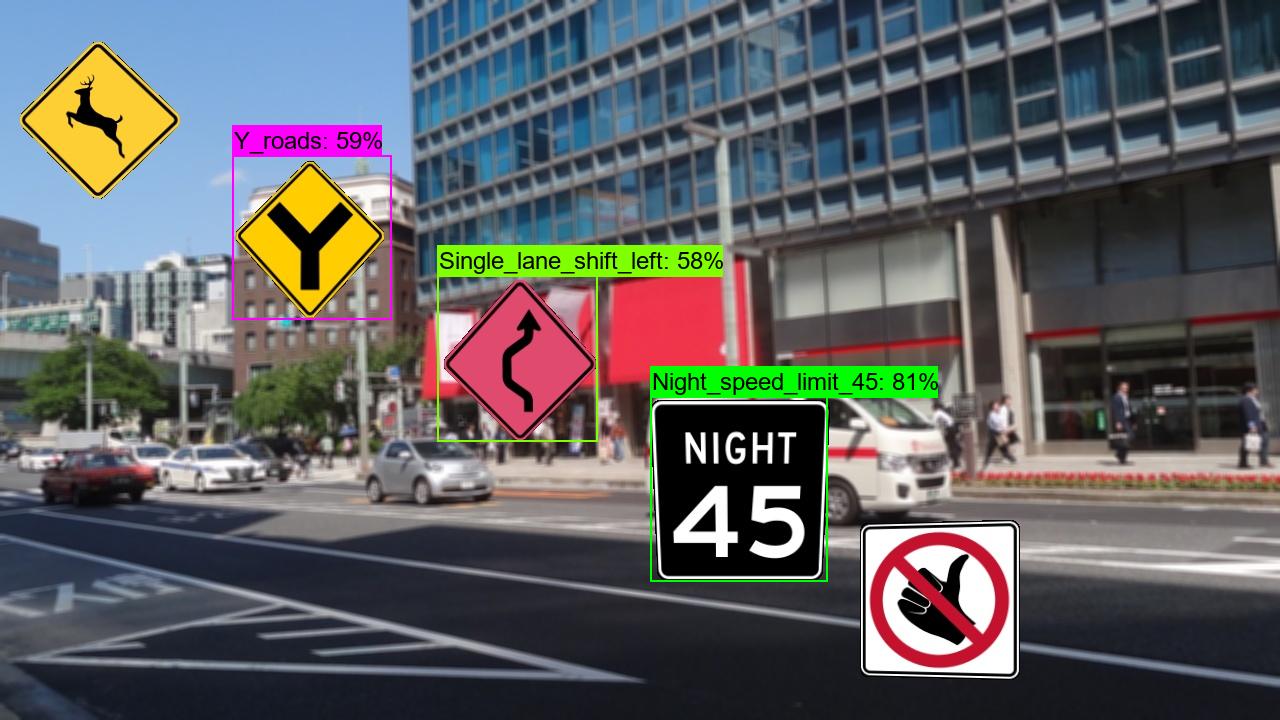 Y_roads: 59%
Single_lane_shift_left: 58%
Night_speed_limit_45: 81%
NIGHT
45